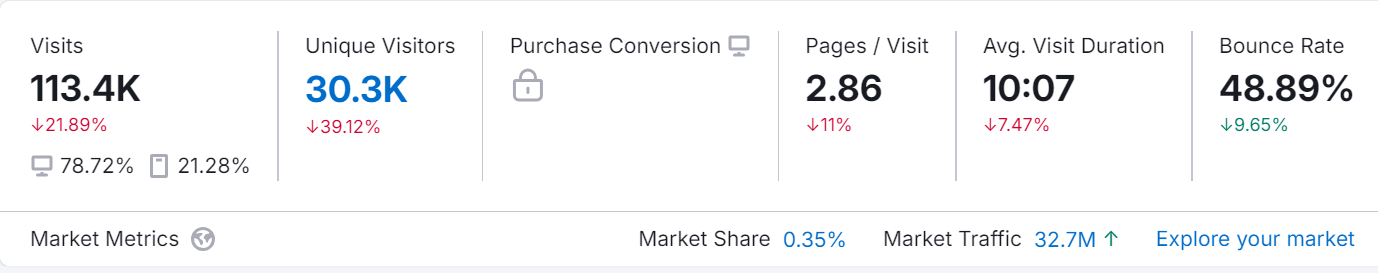 Visits
113.4K
↓21.89%
78.72% 21.28%
Unique Visitors
30.3K
↓39.12%
Purchase Conversion
Pages / Visit
2.86
↓11%
Avg. Visit Duration
10:07
↓7.47%
Bounce Rate
48.89%
↓9.65%
Market Metrics Market Share 0.35% Market Traffic 32.7M ↑ Explore your market